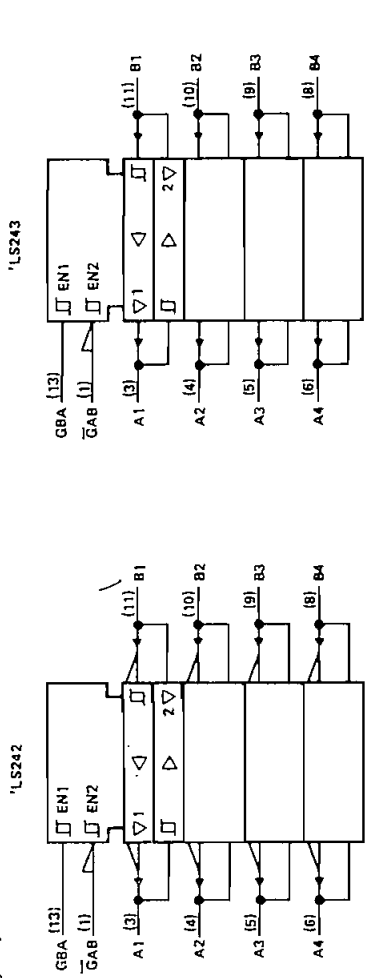 'LS242
GBA (13) EN1
G̅AB (1) EN2
A1 (3) 1 (11) B1
2
A2 (4) (10) B2
A3 (5) (9) B3
A4 (6) (8) B4
'LS243
GBA (13) EN1
G̅AB (1) EN2
A1 (3) 1 (11) B1
2
A2 (4) (10) B2
A3 (5) (9) B3
A4 (6) (8) B4